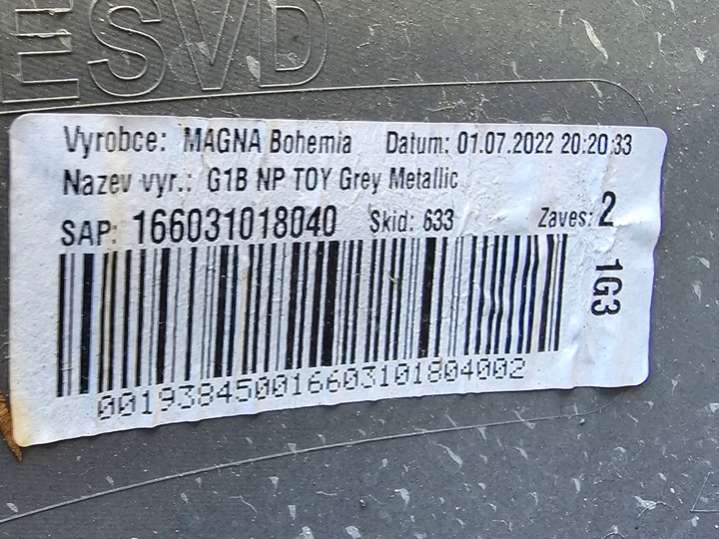 ESVD
Vyrobce: MAGNA Bohemia Datum: 01.07.2022 20:20:33
Nazev vyr.: G1B NP TOY Grey Metallic
SAP: 166031018040 Skid: 633 Zaves: 2
1G3
00193845001660310180400​2